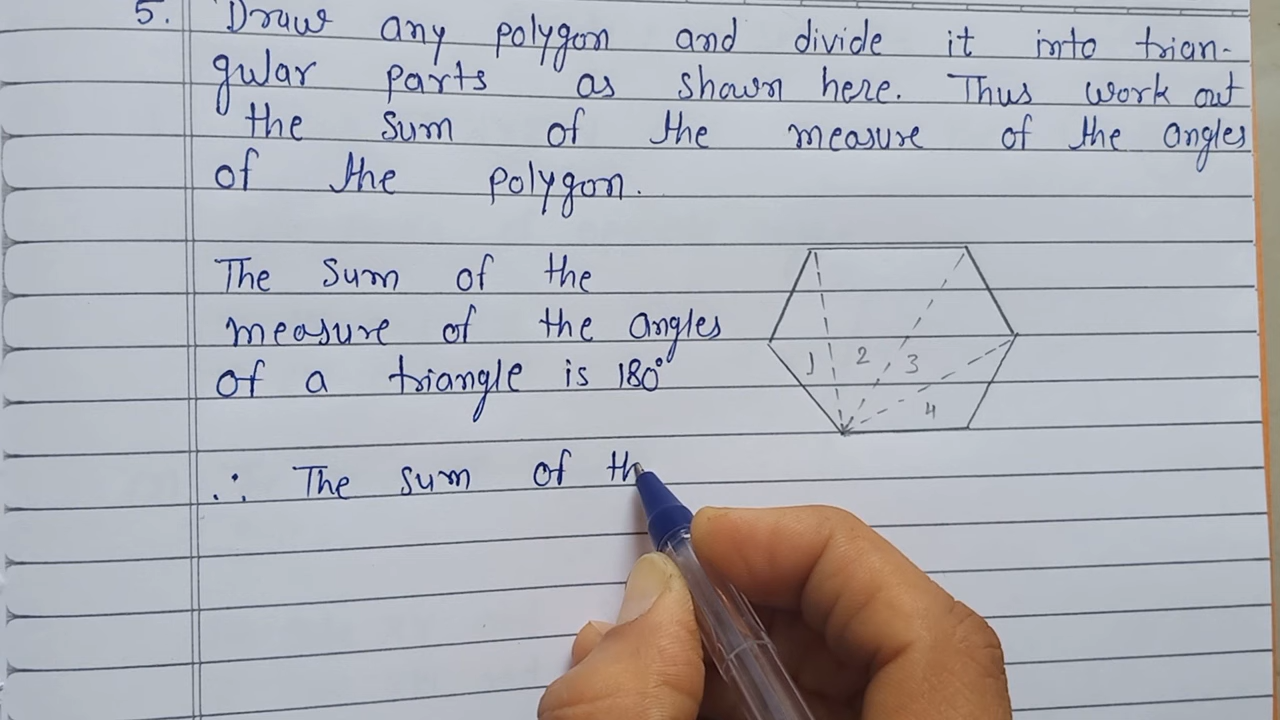 5. Draw any polygon and divide it into trian-
gular parts as shown here. Thus work out
the sum of the measure of the angles
of the polygon.
The sum of the
measure of the angles
of a triangle is 180°
1 2 3
4
∴ The sum of th